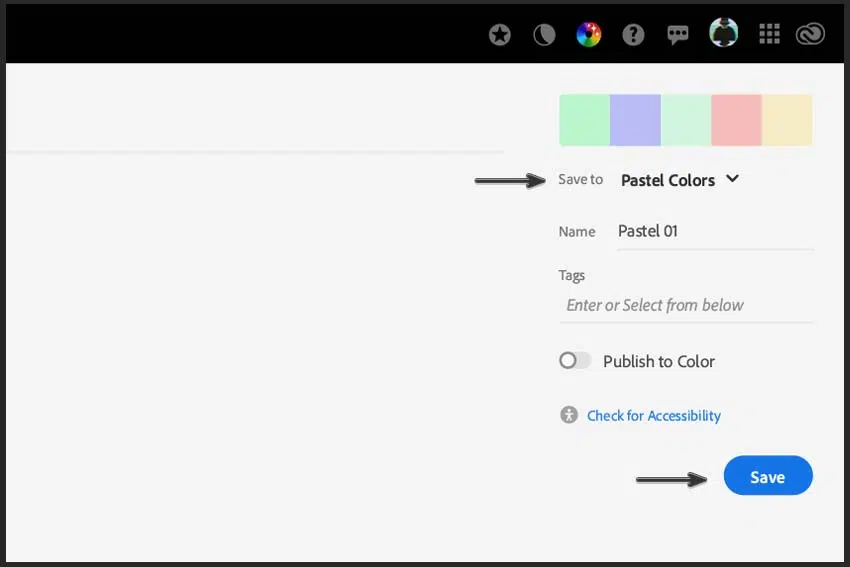 Save to Pastel Colors
Name Pastel 01
Tags
Enter or Select from below
Publish to Color
Check for Accessibility
Save